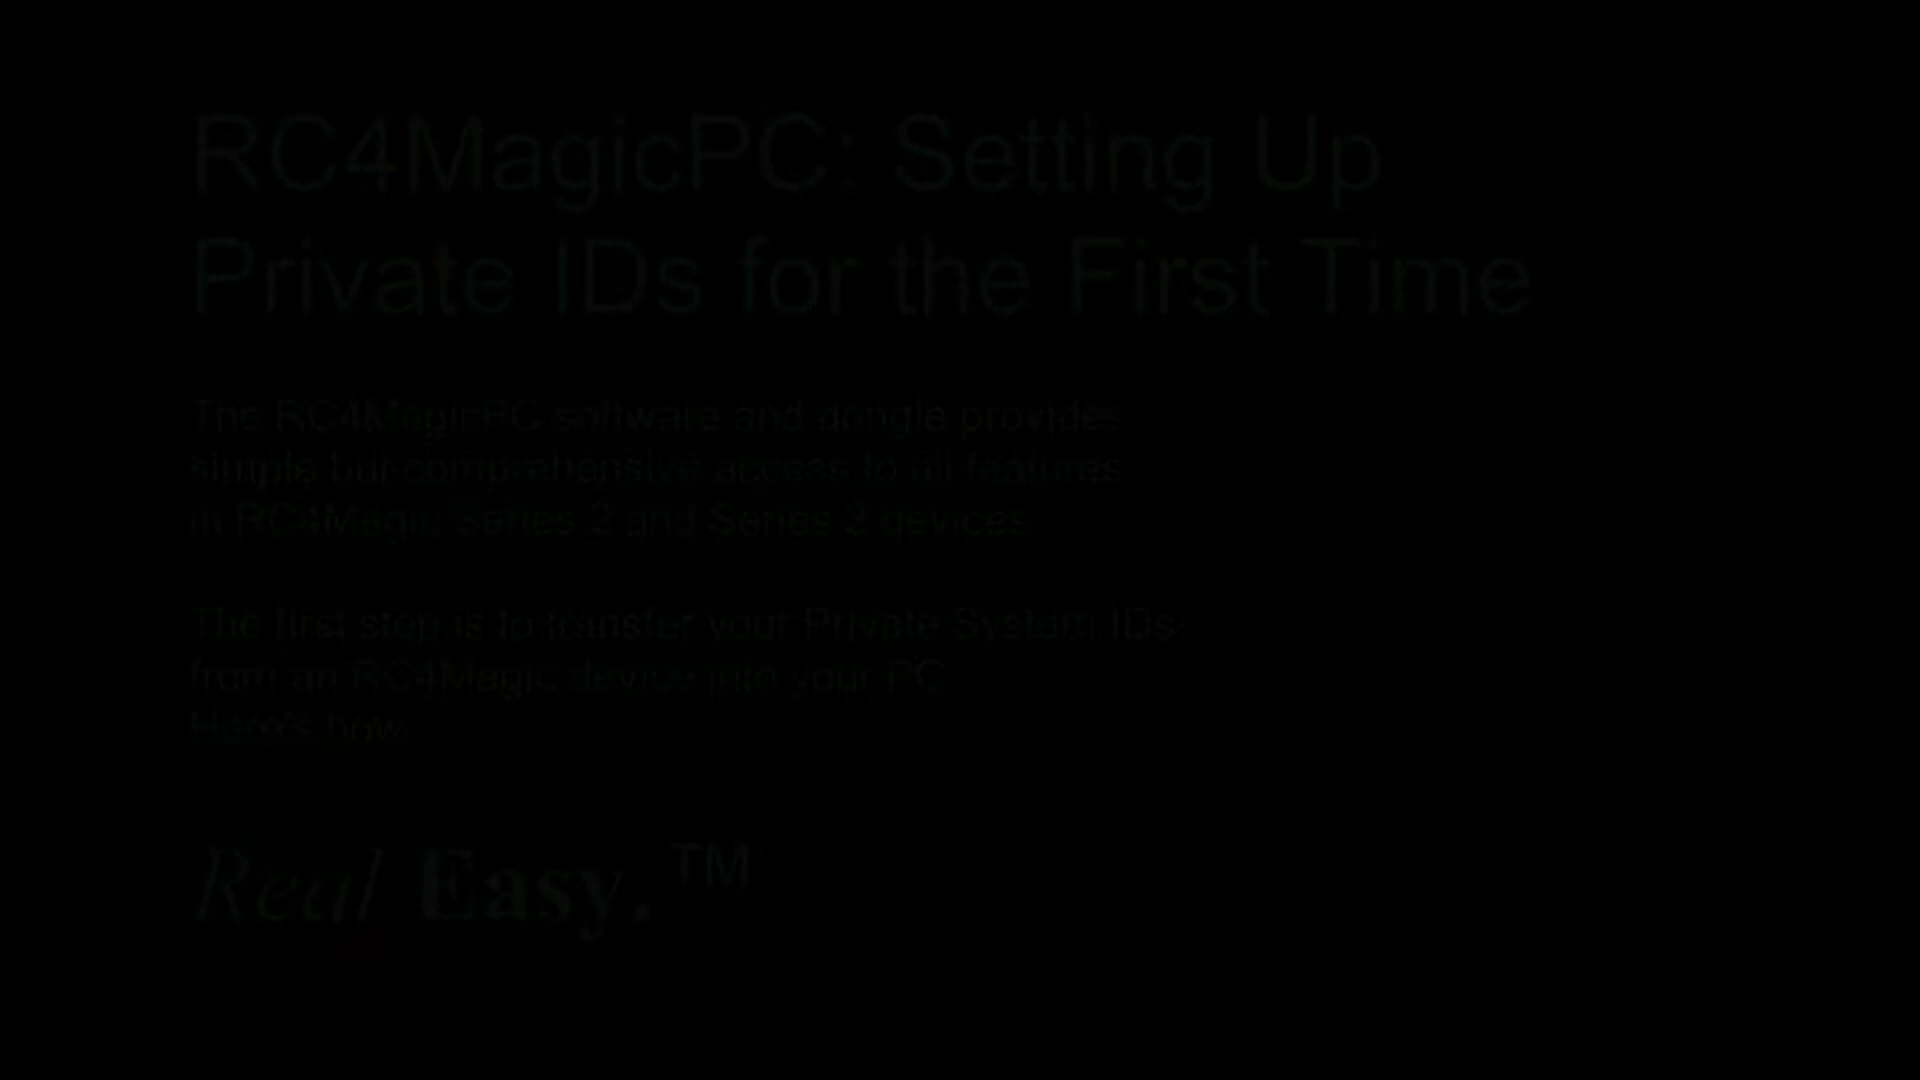 RC4MagicPC: Setting Up
Private IDs for the First Time
The RC4MagicPC software and dongle provides
simple but comprehensive access to all features
in RC4Magic Series 2 and Series 3 devices
The first step is to transfer your Private System IDs
from an RC4Magic device into your PC
Here's how
Real Easy.™